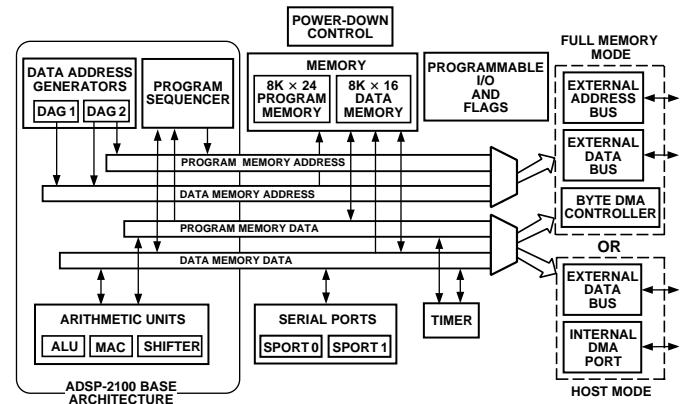 POWER-DOWN
CONTROL
FULL MEMORY
MODE
DATA ADDRESS
GENERATORS
DAG 1
DAG 2
PROGRAM
SEQUENCER
MEMORY
8K × 24
PROGRAM
MEMORY
8K × 16
DATA
MEMORY
PROGRAMMABLE
I/O
AND
FLAGS
EXTERNAL
ADDRESS
BUS
EXTERNAL
DATA
BUS
BYTE DMA
CONTROLLER
OR
EXTERNAL
DATA
BUS
INTERNAL
DMA
PORT
HOST MODE
PROGRAM MEMORY ADDRESS
DATA MEMORY ADDRESS
PROGRAM MEMORY DATA
DATA MEMORY DATA
ARITHMETIC UNITS
ALU
MAC
SHIFTER
SERIAL PORTS
SPORT 0
SPORT 1
TIMER
ADSP-2100 BASE
ARCHITECTURE